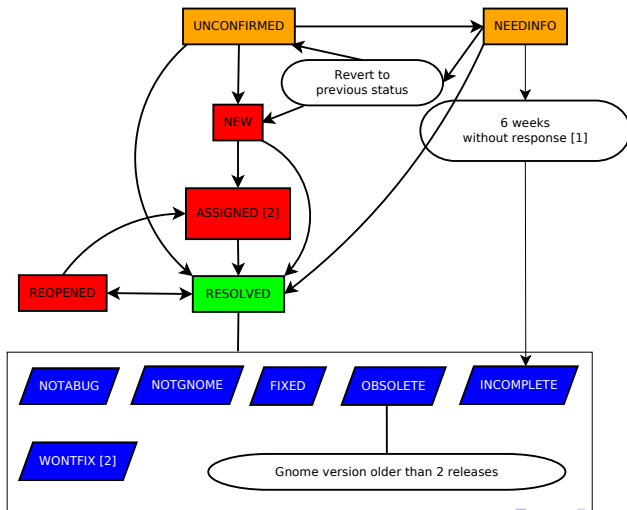 UNCONFIRMED
NEEDINFO
Revert to
previous status
6 weeks
without response [1]
NEW
ASSIGNED [2]
REOPENED
RESOLVED
NOTABUG
NOTGNOME
FIXED
OBSOLETE
INCOMPLETE
WONTFIX [2]
Gnome version older than 2 releases